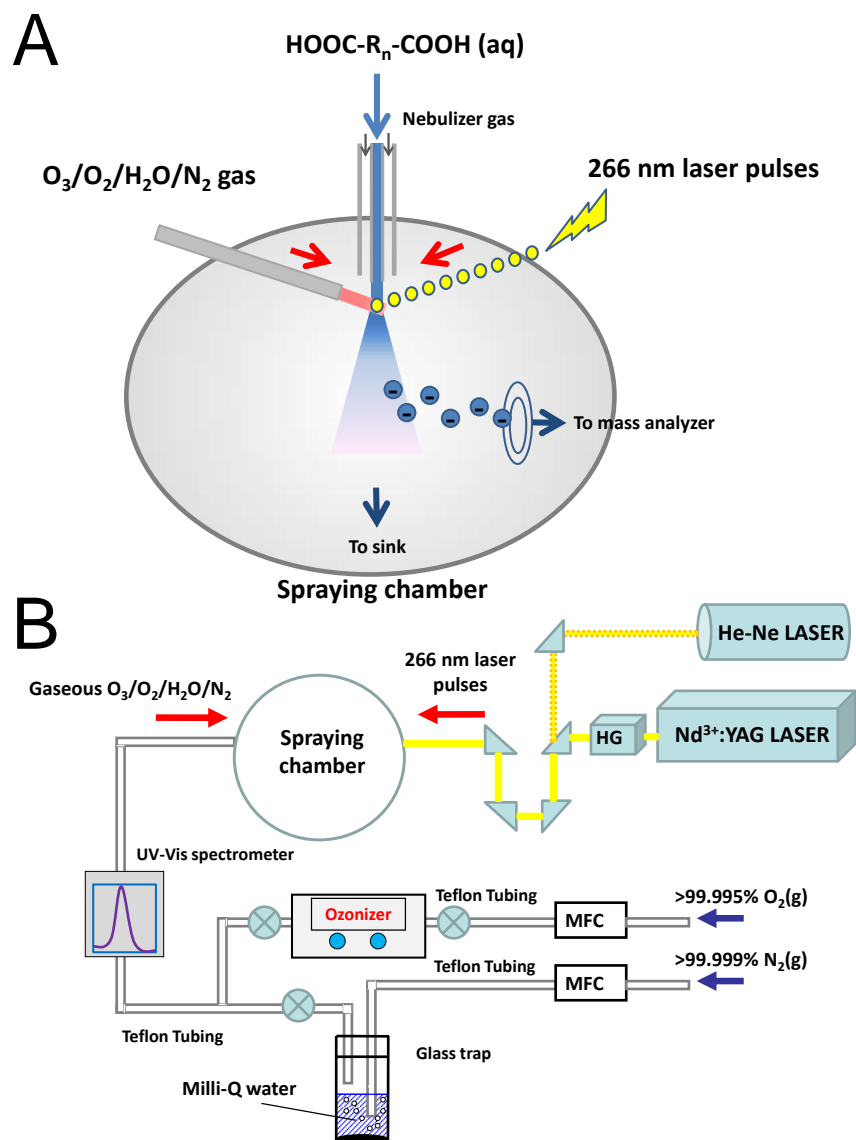 A
HOOC-Rₙ-COOH (aq)
Nebulizer gas
O₃/O₂/H₂O/N₂ gas
266 nm laser pulses
-
-
-
-
-
-
To mass analyzer
To sink
Spraying chamber
B
He-Ne LASER
266 nm laser
pulses
Gaseous O₃/O₂/H₂O/N₂
Spraying
chamber
HG
Nd³⁺:YAG LASER
UV-Vis spectrometer
Ozonizer
Teflon Tubing
MFC
>99.995% O₂(g)
Teflon Tubing
MFC
>99.999% N₂(g)
Teflon Tubing
Glass trap
Milli-Q water